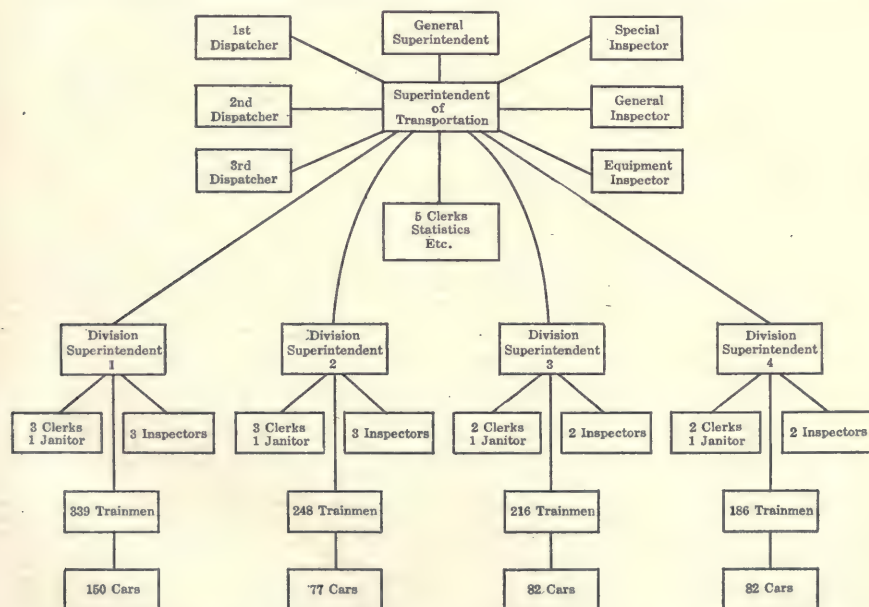 1st
Dispatcher
General
Superintendent
Special
Inspector
2nd
Dispatcher
Superintendent
of
Transportation
General
Inspector
3rd
Dispatcher
Equipment
Inspector
5 Clerks
Statistics
Etc.
Division
Superintendent
1
Division
Superintendent
2
Division
Superintendent
3
Division
Superintendent
4
3 Clerks
1 Janitor
3 Inspectors
3 Clerks
1 Janitor
3 Inspectors
2 Clerks
1 Janitor
2 Inspectors
2 Clerks
1 Janitor
2 Inspectors
339 Trainmen
248 Trainmen
216 Trainmen
186 Trainmen
150 Cars
77 Cars
82 Cars
82 Cars